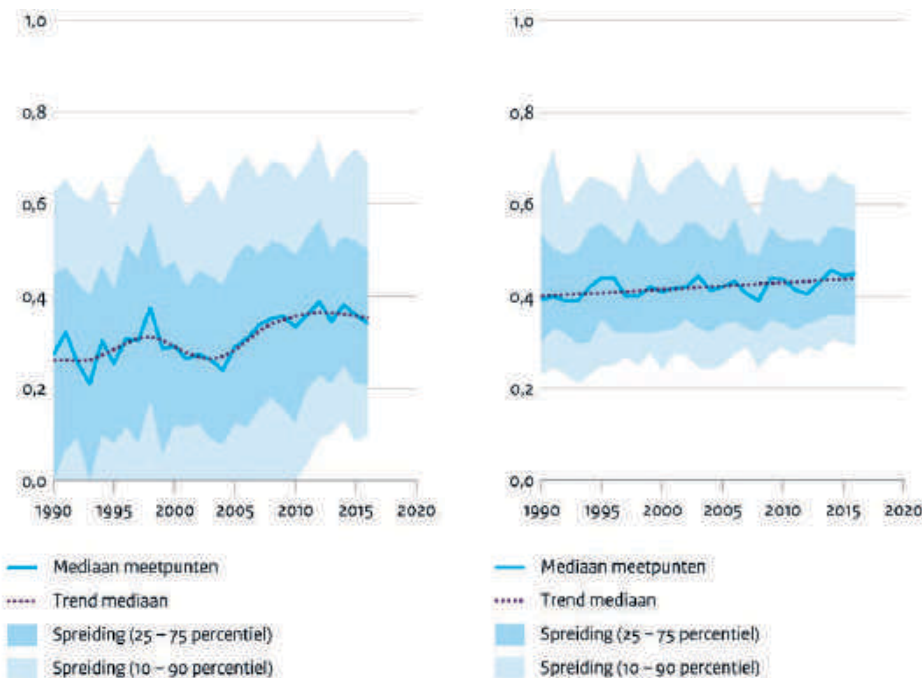 1,0
0,8
0,6
0,4
0,2
0,0
1990 1995 2000 2005 2010 2015 2020
Mediaan meetpunten
Trend mediaan
Spreiding (25 – 75 percentiel)
Spreiding (10 – 90 percentiel)
1,0
0,8
0,6
0,4
0,2
0,0
1990 1995 2000 2005 2010 2015 2020
Mediaan meetpunten
Trend mediaan
Spreiding (25 – 75 percentiel)
Spreiding (10 – 90 percentiel)